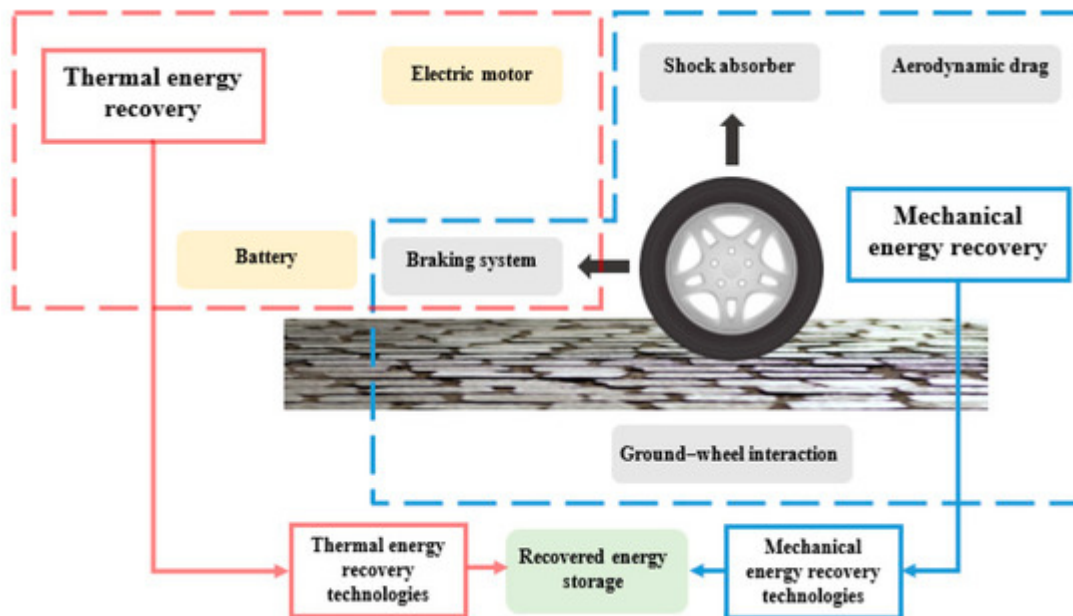 Thermal energy
recovery
Electric motor
Shock absorber
Aerodynamic drag
Mechanical
energy recovery
Battery
Braking system
Ground–wheel interaction
Thermal energy
recovery
technologies
Recovered energy
storage
Mechanical
energy recovery
technologies